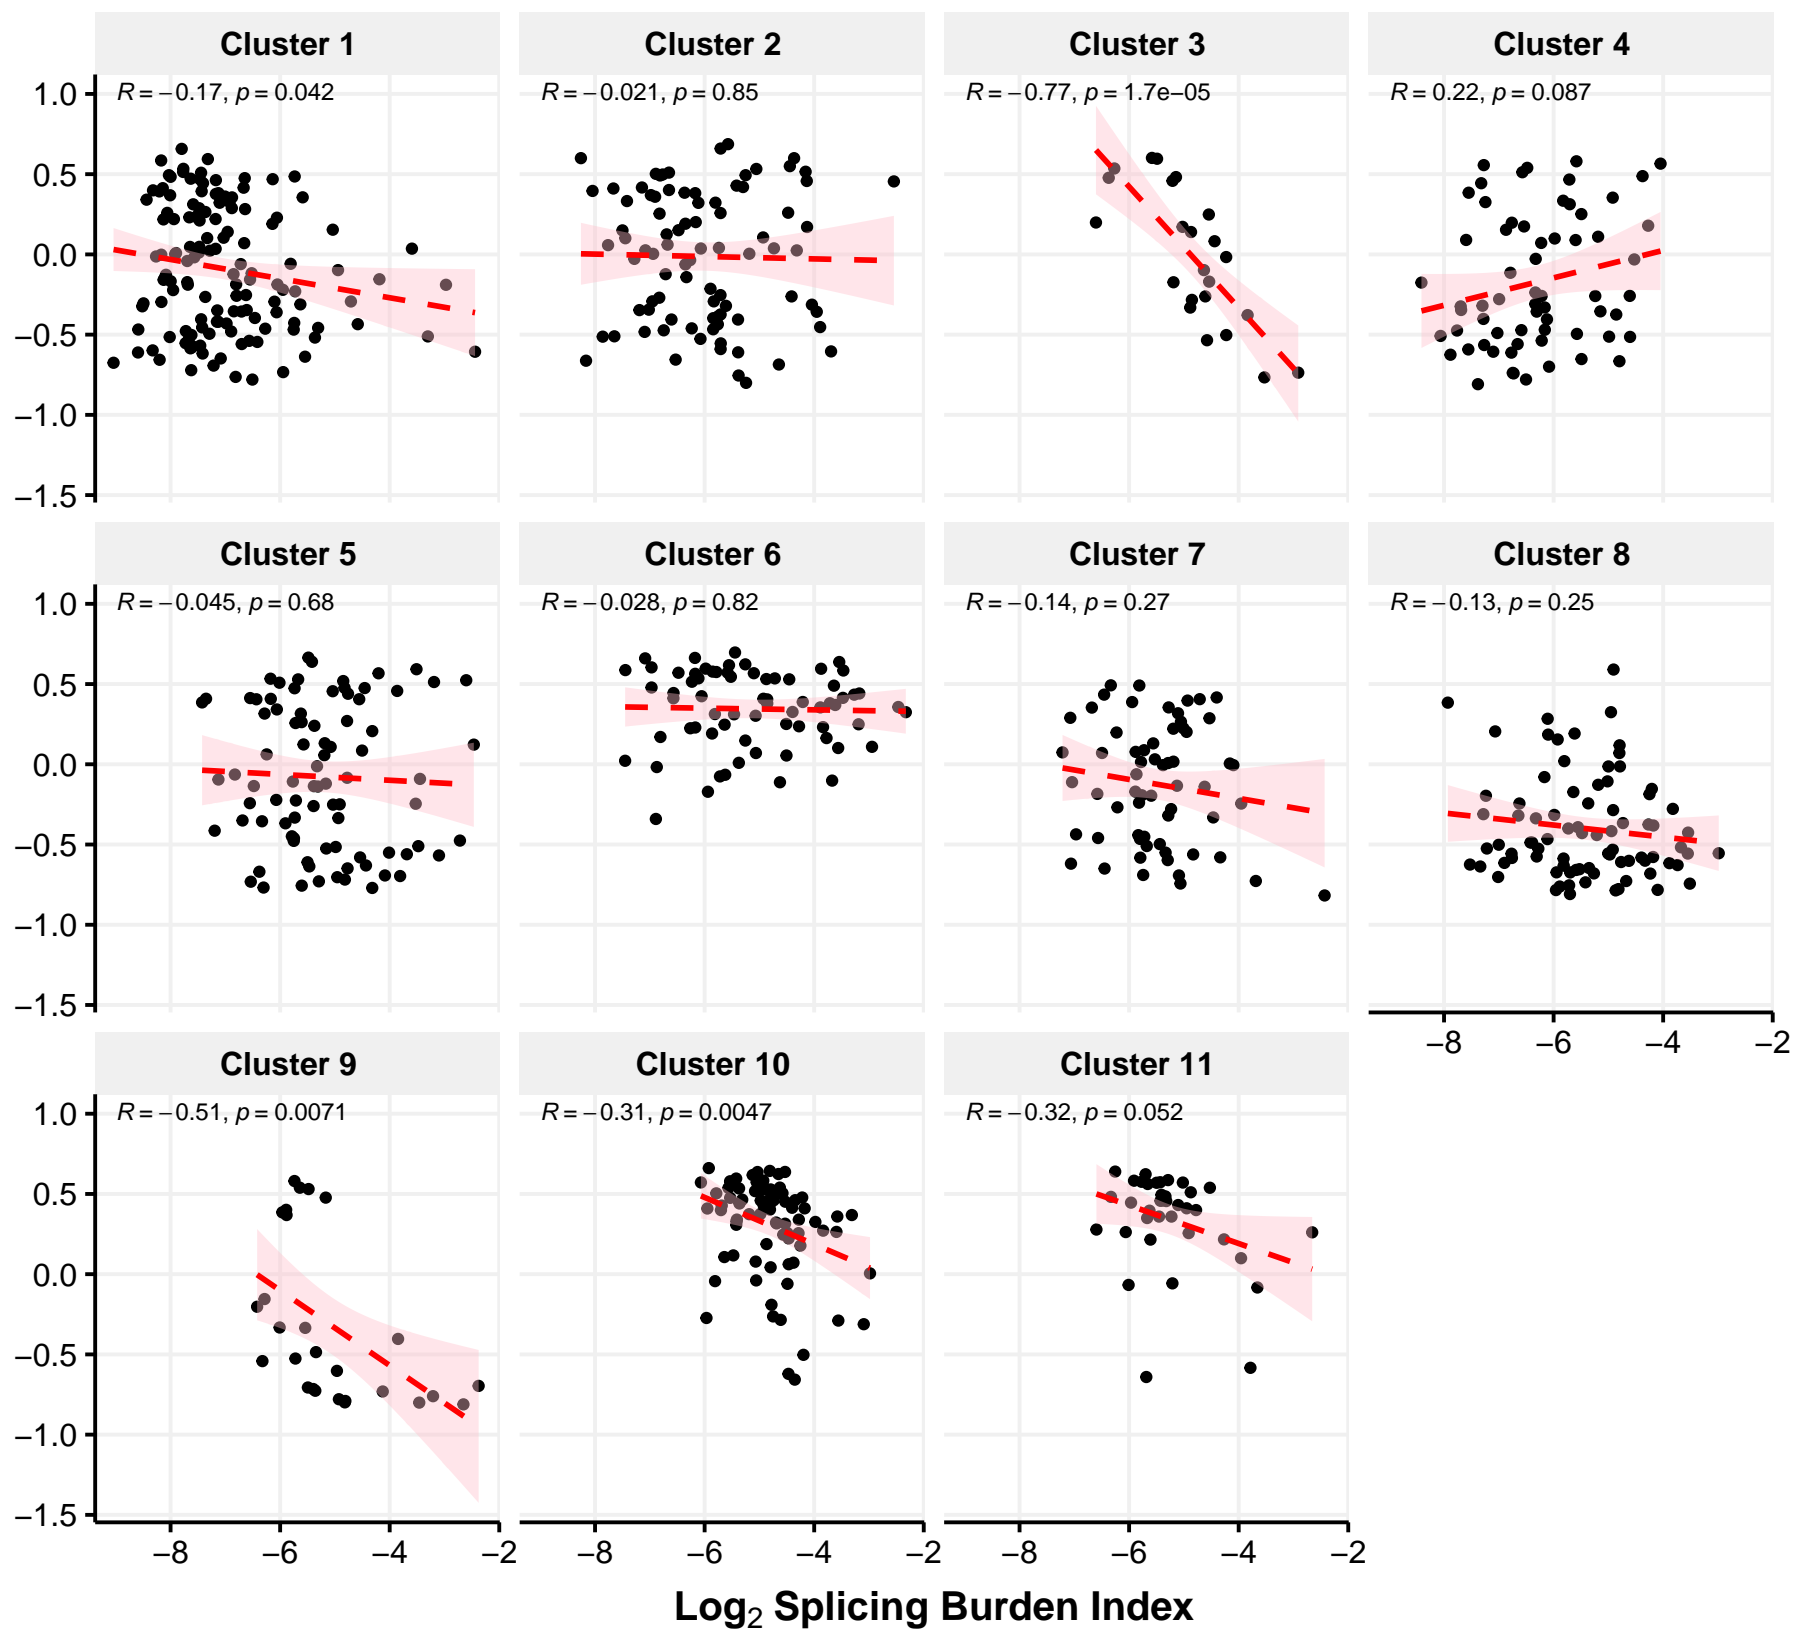 Cluster 1 Cluster 2 Cluster 3 Cluster 4
R = −0.17, p = 0.042 R = −0.021, p = 0.85 R = −0.77, p = 1.7e−05 R = 0.22, p = 0.087
1.0
0.5
0.0
−0.5
−1.0
−1.5
Cluster 5 Cluster 6 Cluster 7 Cluster 8
R = −0.045, p = 0.68 R = −0.028, p = 0.82 R = −0.14, p = 0.27 R = −0.13, p = 0.25
1.0
0.5
0.0
−0.5
−1.0
−1.5
−8 −6 −4 −2
Cluster 9 Cluster 10 Cluster 11
R = −0.51, p = 0.0071 R = −0.31, p = 0.0047 R = −0.32, p = 0.052
1.0
0.5
0.0
−0.5
−1.0
−1.5
−8 −6 −4 −2 −8 −6 −4 −2 −8 −6 −4 −2
Log₂ Splicing Burden Index